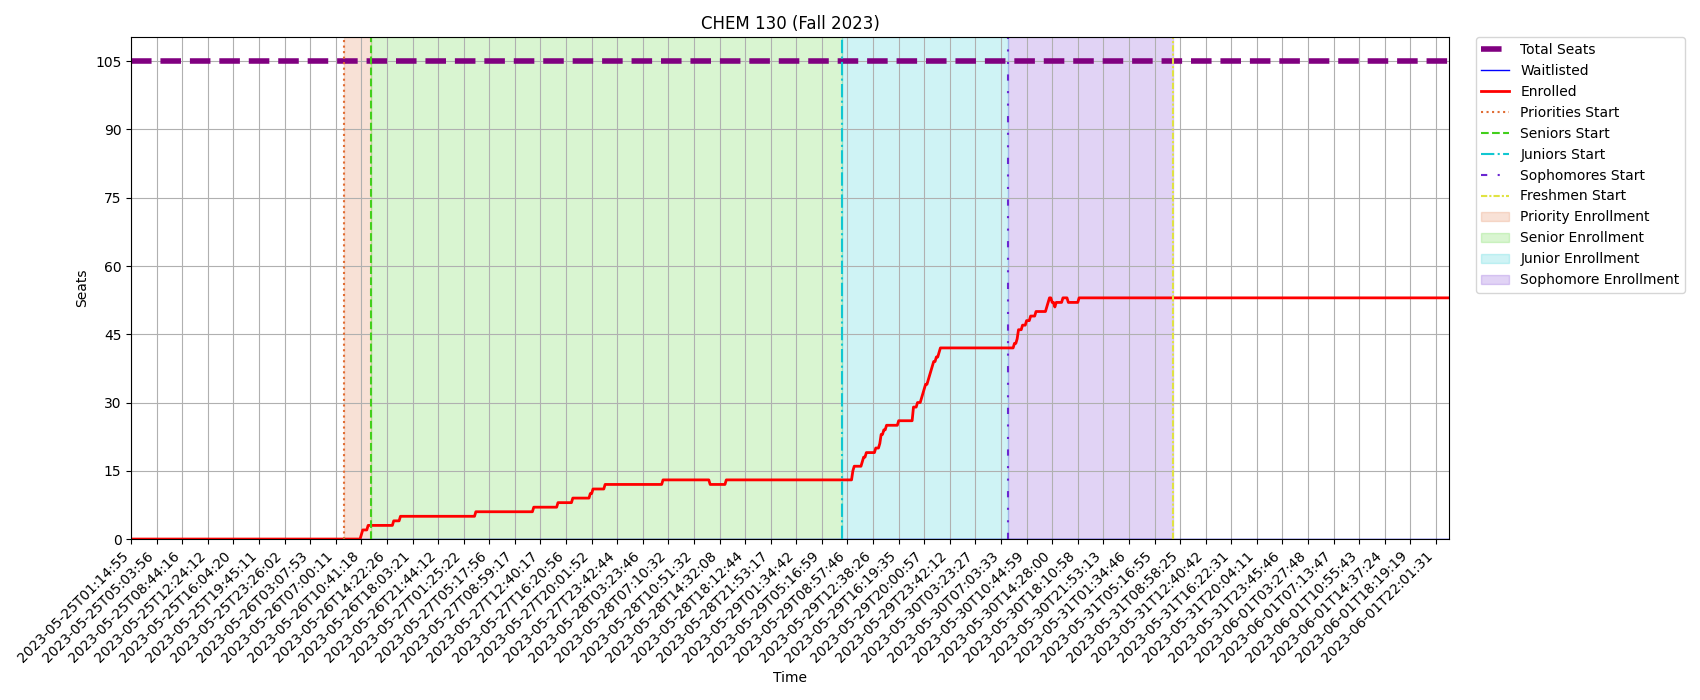 CHEM 130 (Fall 2023)
Seats
105
90
75
60
45
30
15
0
2023-05-25T01:14:55
2023-05-25T05:03:56
2023-05-25T08:44:16
2023-05-25T12:24:12
2023-05-25T16:04:20
2023-05-25T19:45:11
2023-05-25T23:26:02
2023-05-26T03:07:53
2023-05-26T07:00:11
2023-05-26T10:41:18
2023-05-26T14:22:26
2023-05-26T18:03:21
2023-05-26T21:44:12
2023-05-27T01:25:22
2023-05-27T05:17:56
2023-05-27T08:59:17
2023-05-27T12:40:17
2023-05-27T16:20:56
2023-05-27T20:01:52
2023-05-27T23:42:44
2023-05-28T03:23:46
2023-05-28T07:10:32
2023-05-28T10:51:32
2023-05-28T14:32:08
2023-05-28T18:12:44
2023-05-28T21:53:17
2023-05-29T01:34:42
2023-05-29T05:16:59
2023-05-29T08:57:46
2023-05-29T12:38:26
2023-05-29T16:19:35
2023-05-29T20:00:57
2023-05-29T23:42:12
2023-05-30T03:23:27
2023-05-30T07:03:33
2023-05-30T10:44:59
2023-05-30T14:28:00
2023-05-30T18:10:58
2023-05-30T21:53:13
2023-05-31T01:34:46
2023-05-31T05:16:55
2023-05-31T08:58:25
2023-05-31T12:40:42
2023-05-31T16:22:31
2023-05-31T20:04:11
2023-05-31T23:45:46
2023-06-01T03:27:48
2023-06-01T07:13:47
2023-06-01T10:55:43
2023-06-01T14:37:24
2023-06-01T18:19:19
2023-06-01T22:01:31
Time
Total Seats
Waitlisted
Enrolled
Priorities Start
Seniors Start
Juniors Start
Sophomores Start
Freshmen Start
Priority Enrollment
Senior Enrollment
Junior Enrollment
Sophomore Enrollment